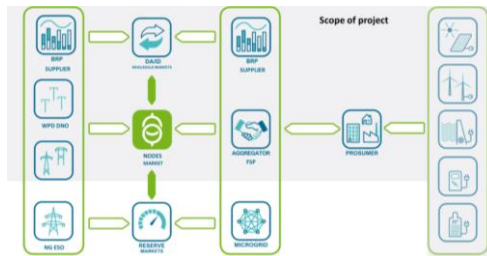 Scope of project
BRP
SUPPLIER
DA/ID
WHOLESALE MARKETS
BRP
SUPPLIER
WPD DNO
NODES
MARKET
AGGREGATOR
FSP
PROSUMER
NG ESO
RESERVE
MARKETS
MICROGRID